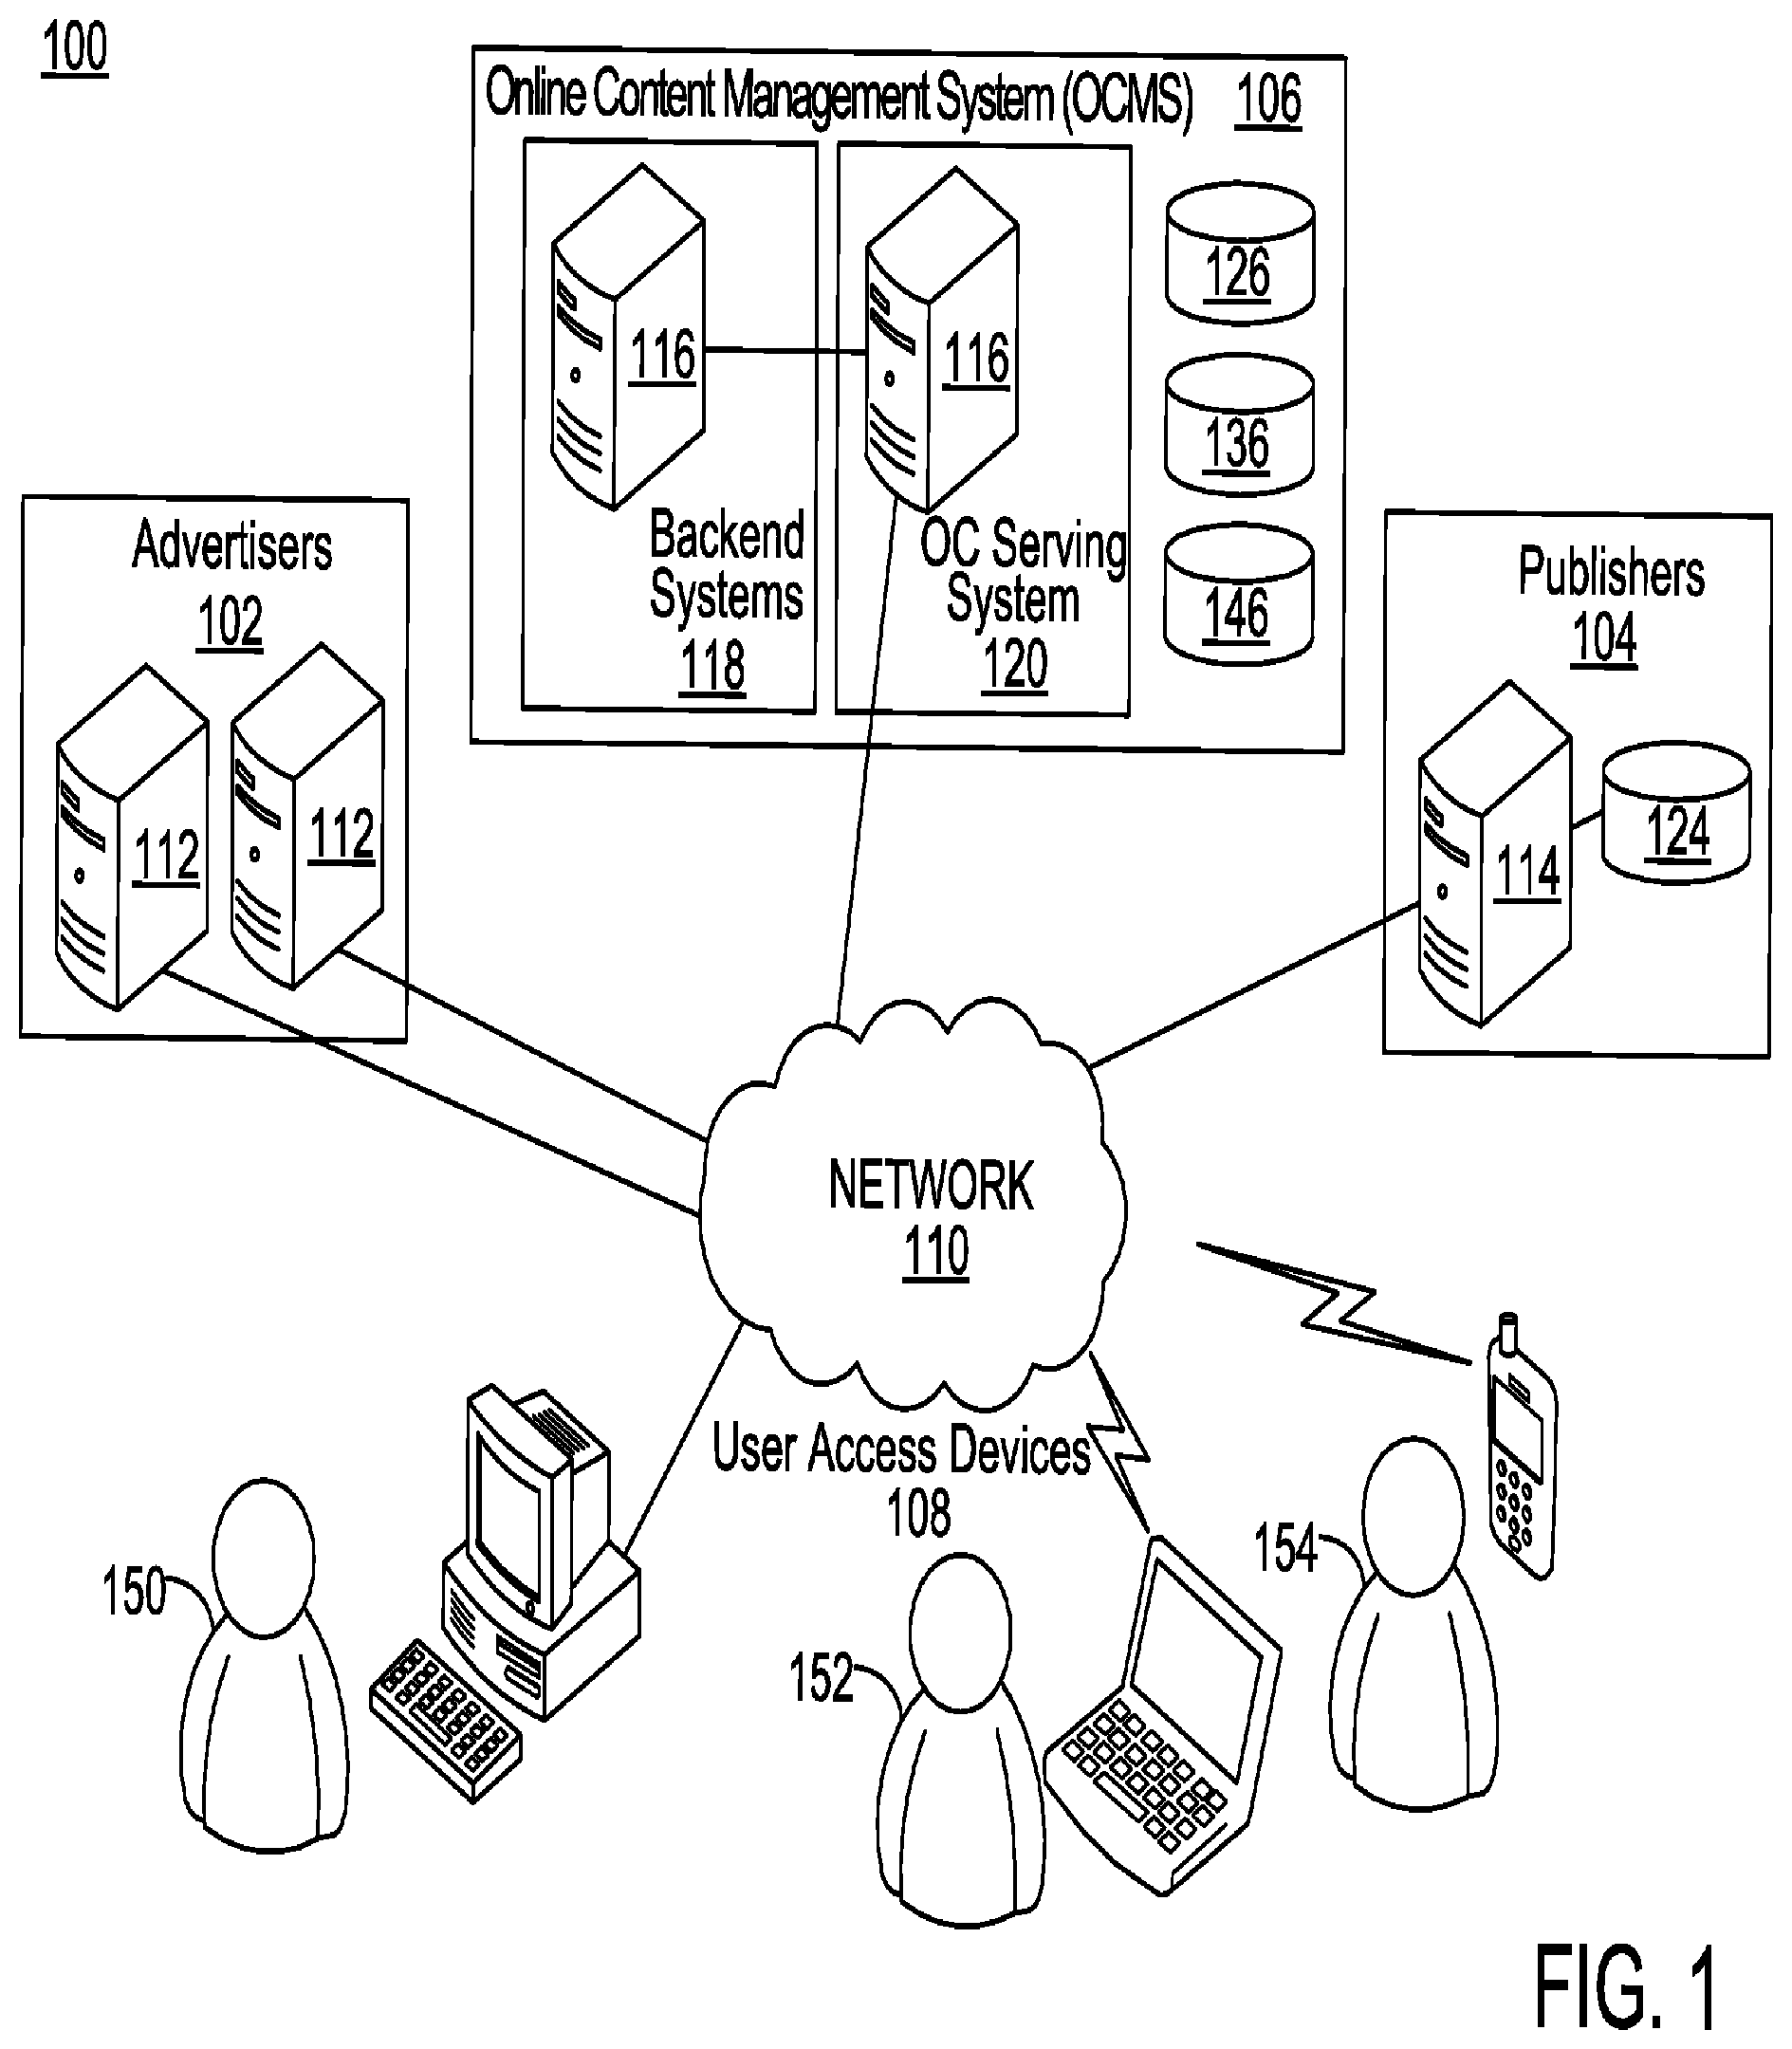 100
Online Content Management System (OCMS) 106
116
116
126
136
146
Backend
Systems
118
OC Serving
System
120
Advertisers
102
112
112
Publishers
104
114
124
NETWORK
110
User Access Devices
108
150
152
154
FIG. 1